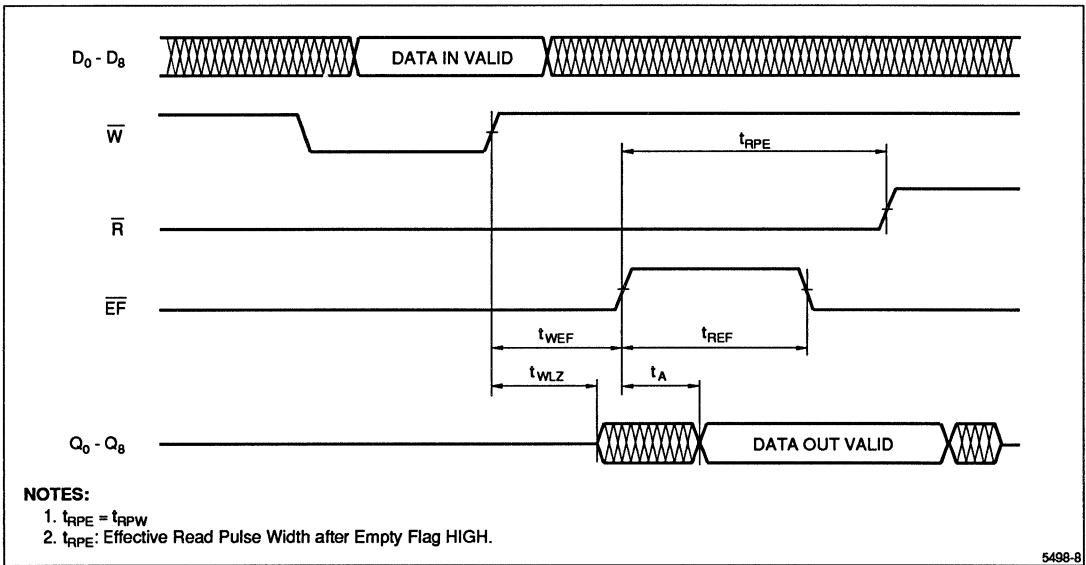 D0 - D8
DATA IN VALID
W
tRPE
R
EF
tWEF
tREF
tWLZ
tA
Q0 - Q8
DATA OUT VALID
NOTES:
1. tRPE = tRPW
2. tRPE: Effective Read Pulse Width after Empty Flag HIGH.
5498-8